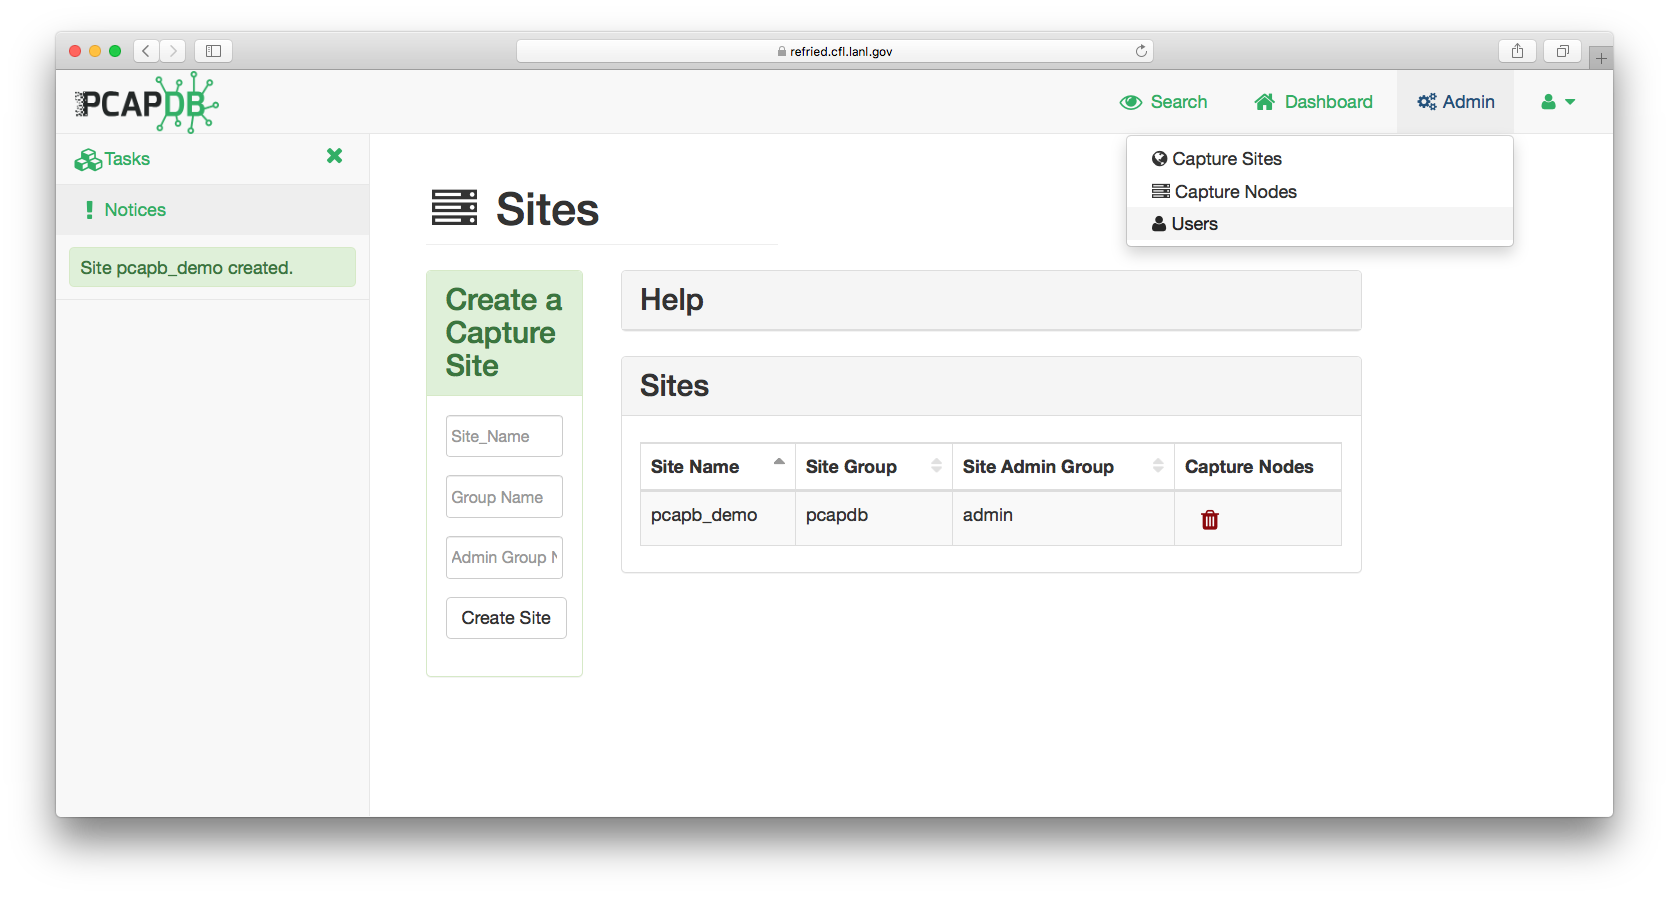 refried.cfl.lanl.gov
PCAPDB
Search
Dashboard
Admin
Tasks
Capture Sites
Capture Nodes
Users
Notices
Site pcapb_demo created.
Sites
Create a
Capture
Site
Site_Name
Group Name
Admin Group N
Create Site
Help
Sites
Site Name Site Group Site Admin Group Capture Nodes
pcapb_demo pcapdb admin